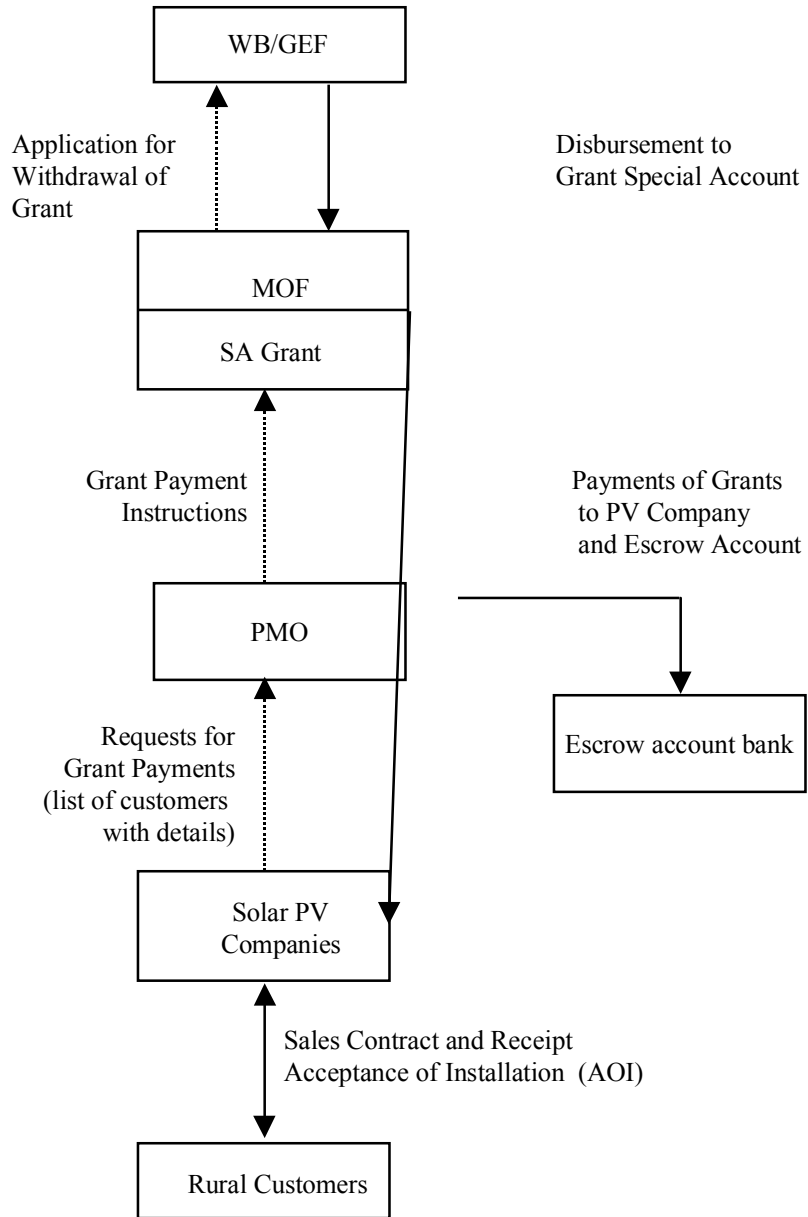 WB/GEF
Application for
Withdrawal of
Grant
Disbursement to
Grant Special Account
MOF
SA Grant
Grant Payment
Instructions
Payments of Grants
to PV Company
and Escrow Account
PMO
Escrow account bank
Requests for
Grant Payments
(list of customers
with details)
Solar PV
Companies
Sales Contract and Receipt
Acceptance of Installation (AOI)
Rural Customers